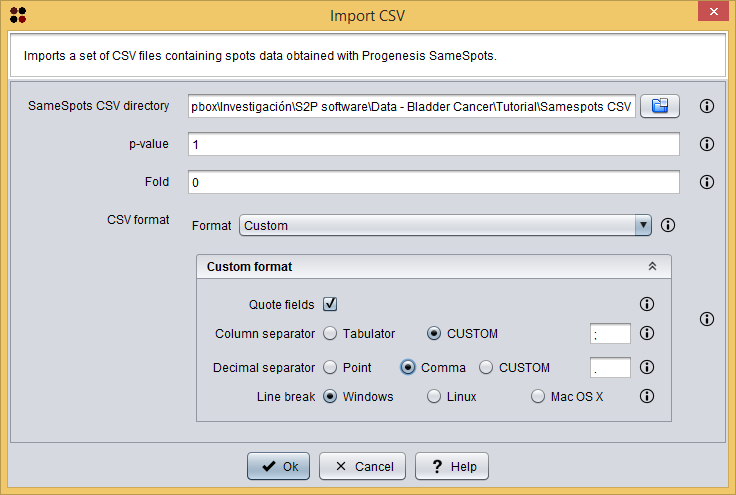 Import CSV
Imports a set of CSV files containing spots data obtained with Progenesis SameSpots.
SameSpots CSV directory pbox\Investigación\S2P software\Data - Bladder Cancer\Tutorial\Samespots CSV
p-value 1
Fold 0
CSV format Format Custom
Custom format
Quote fields
Column separator Tabulator CUSTOM ;
Decimal separator Point Comma CUSTOM .
Line break Windows Linux Mac OS X
Ok Cancel ? Help